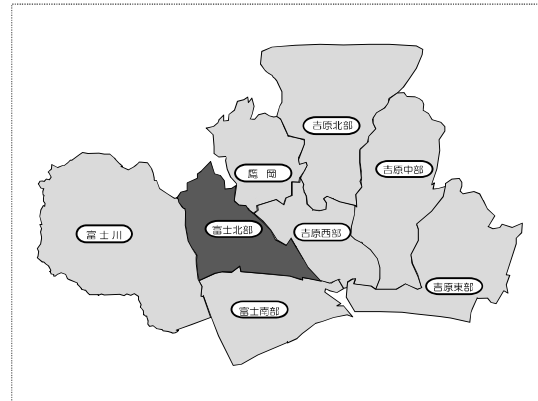 吉原北部
鷹岡
吉原中部
富士川
富士北部
吉原西部
吉原東部
富士南部